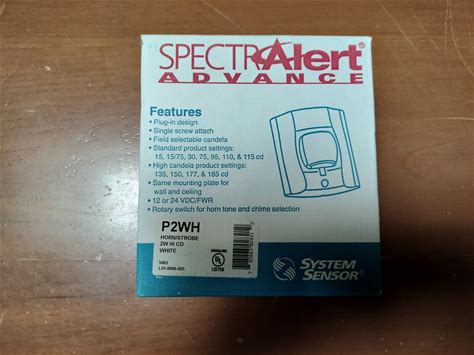 SPECTRAlert®
ADVANCE
Features
• Plug-in design
• Single screw attach
• Field selectable candela
• Standard product settings:
15, 15/75, 30, 75, 95, 110, & 115 cd
• High candela product settings:
135, 150, 177, & 185 cd
• Same mounting plate for
wall and ceiling
• 12 or 24 VDC/FWR
• Rotary switch for horn tone and chime selection
P2WH
HORN/STROBE
2W HI CD
WHITE
UL
LISTED
SYSTEM
SENSOR®